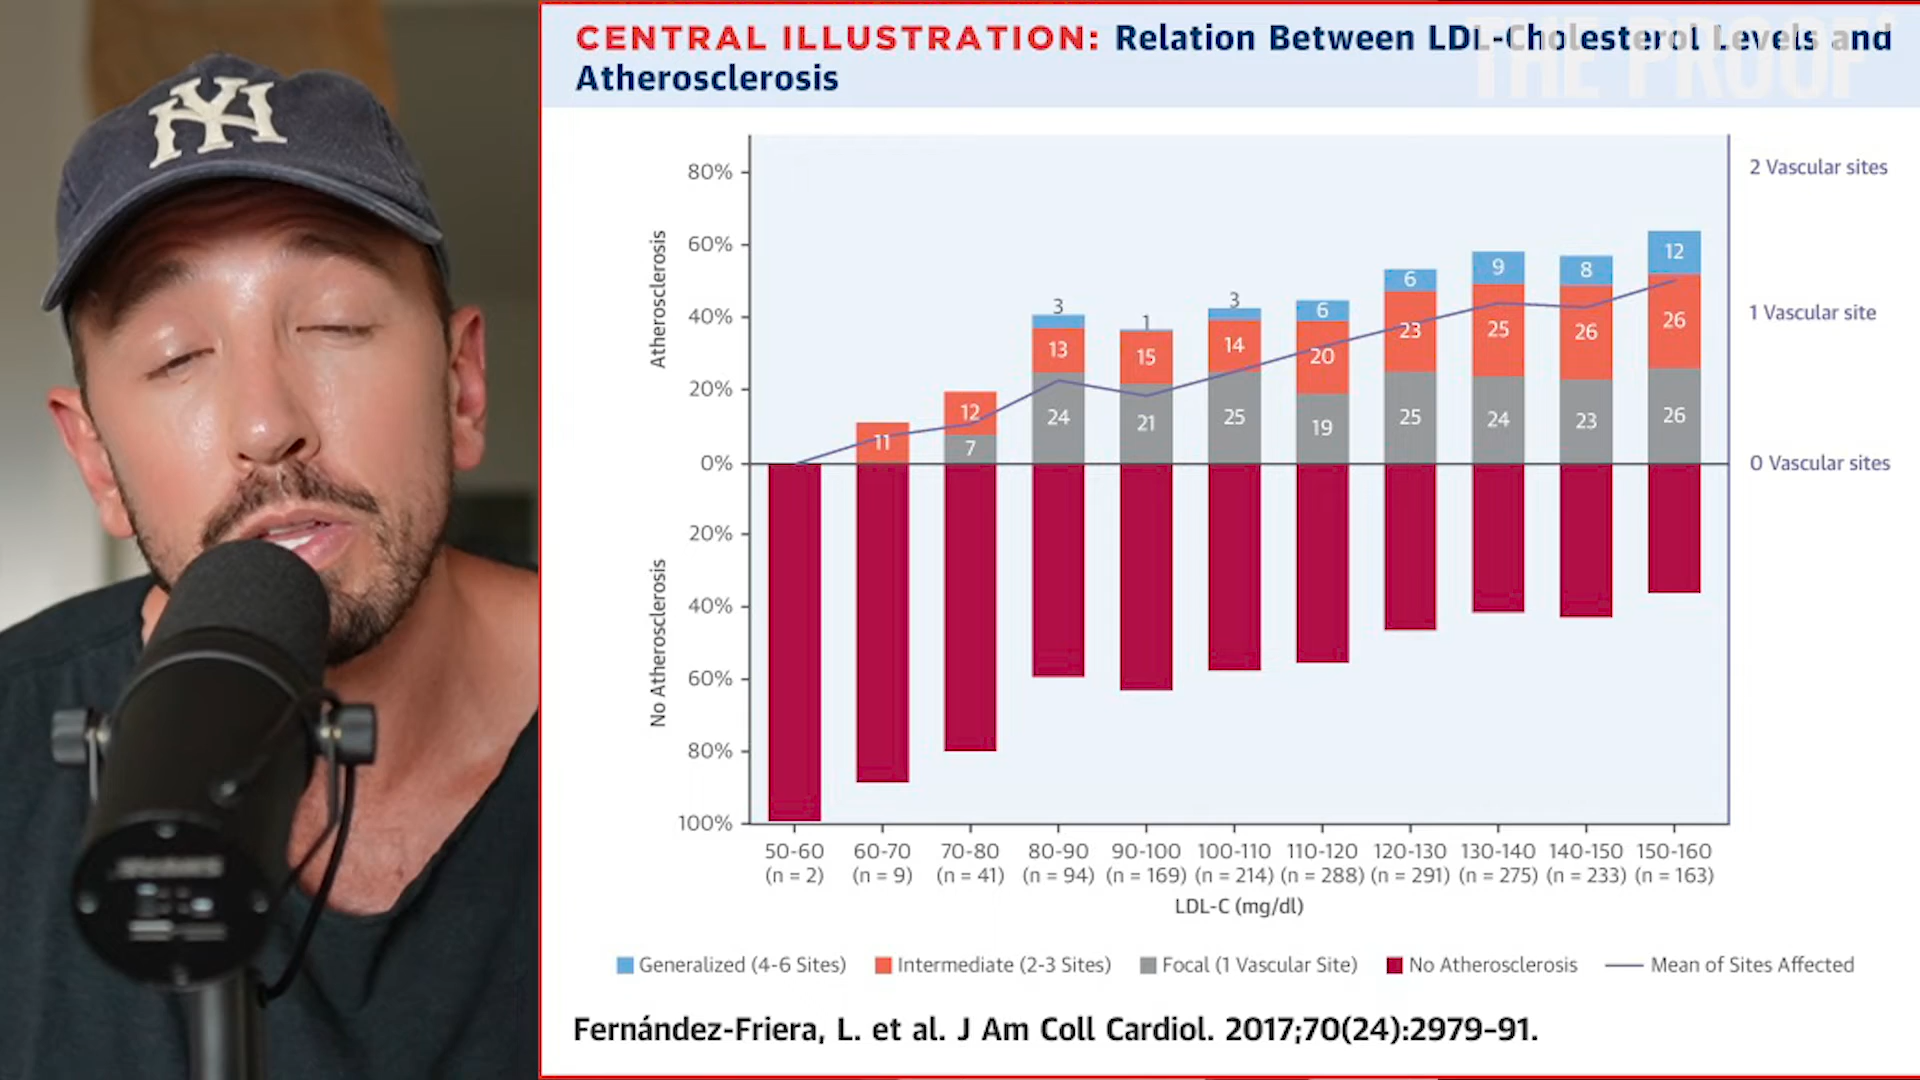 NY
CENTRAL ILLUSTRATION: Relation Between LDL-Cholesterol Levels and
Atherosclerosis
THE PROOF
80%
60%
40%
20%
0%
20%
40%
60%
80%
100%
Atherosclerosis
No Atherosclerosis
2 Vascular sites
1 Vascular site
0 Vascular sites
11
12
7
3
13
24
1
15
21
3
14
25
6
20
19
6
23
25
9
25
24
8
26
23
12
26
26
50-60 60-70 70-80 80-90 90-100 100-110 110-120 120-130 130-140 140-150 150-160
(n = 2) (n = 9) (n = 41) (n = 94) (n = 169) (n = 214) (n = 288) (n = 291) (n = 275) (n = 233) (n = 163)
LDL-C (mg/dl)
Generalized (4-6 Sites) Intermediate (2-3 Sites) Focal (1 Vascular Site) No Atherosclerosis Mean of Sites Affected
Fernández-Friera, L. et al. J Am Coll Cardiol. 2017;70(24):2979-91.